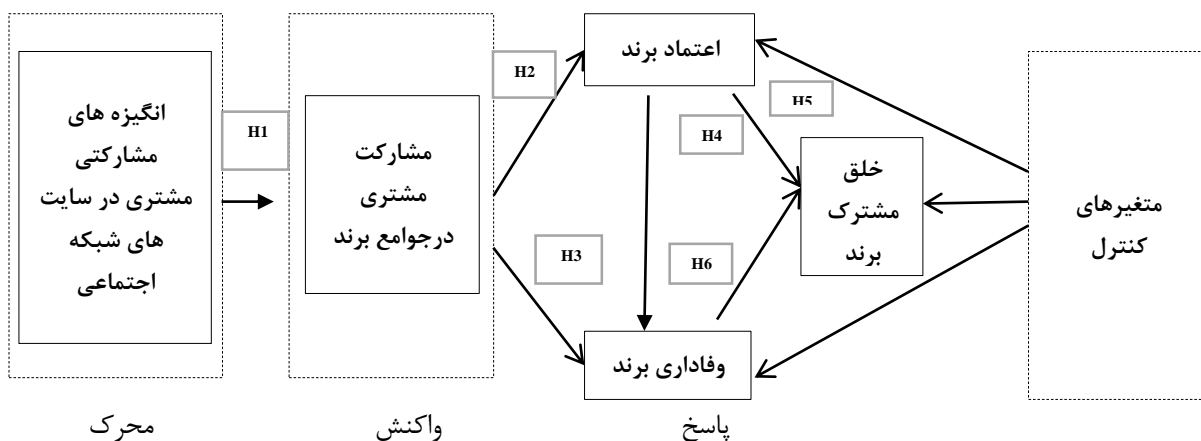 انگیزه های
مشارکتی
مشتری در سایت
های شبکه
اجتماعی
H1
مشارکت
مشتری
درجوامع برند
H2
H3
اعتماد برند
H5
H4
خلق
مشترک
برند
H6
وفاداری برند
متغیرهای
کنترل
محرک
واکنش
پاسخ